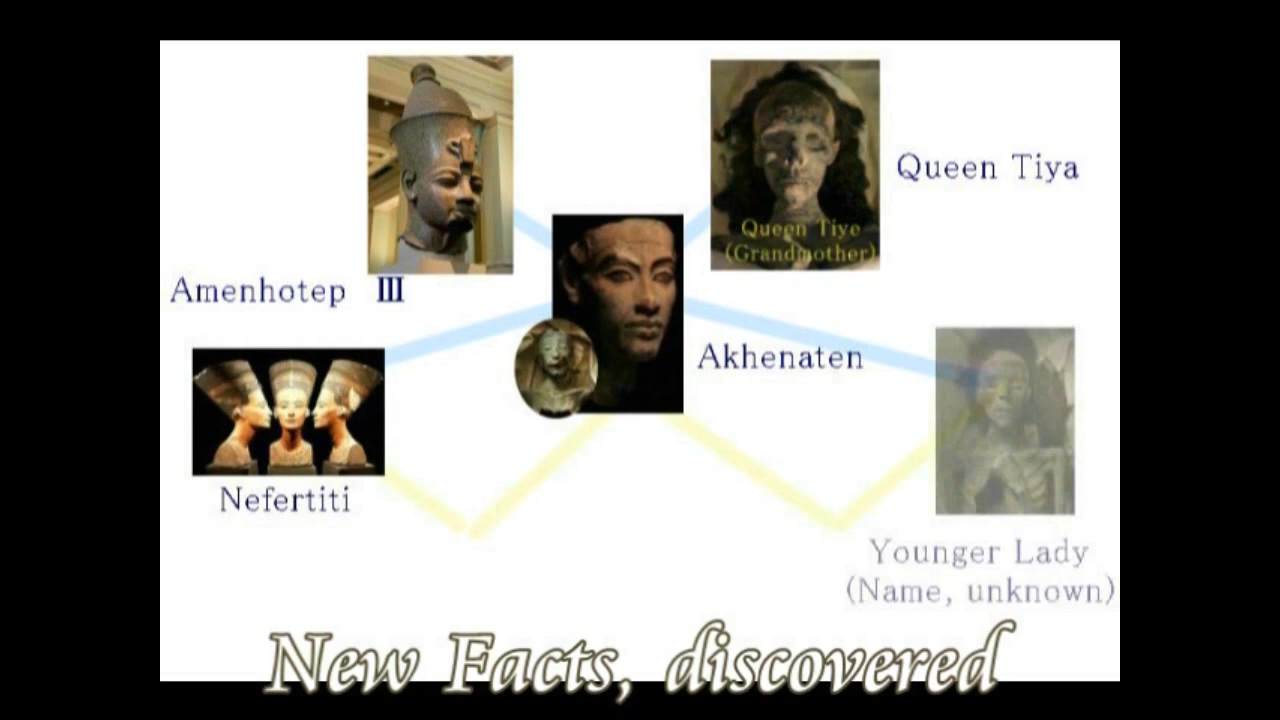 Queen Tiya
Queen Tiye
(Grandmother)
Amenhotep III
Akhenaten
Nefertiti
Younger Lady
(Name, unknown)
New Facts, discovered